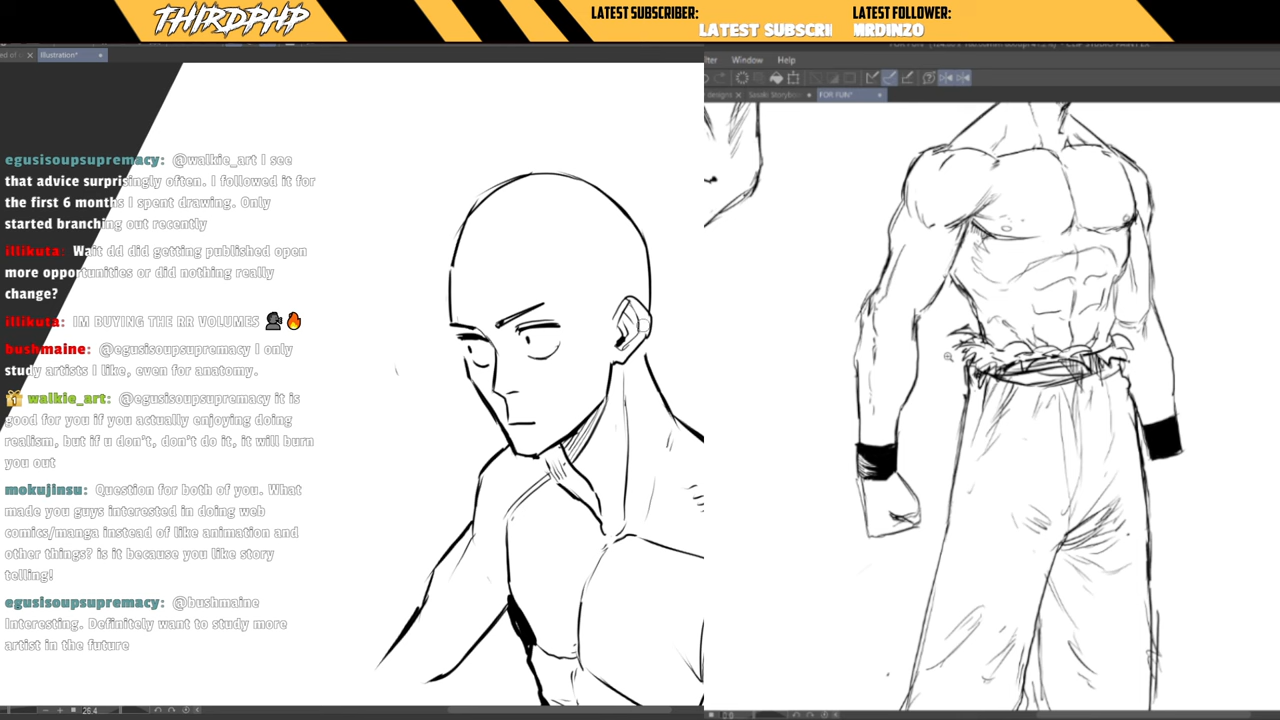 THIRDPHP
LATEST SUBSCRIBER:
LATEST SUBSCRI
LATEST FOLLOWER:
MRDINZO
Illustration*
Window Help
FOR FUN*
egusisoupsupremacy: @walkie_art I see
that advice surprisingly often. I followed it for
the first 6 months I spent drawing. Only
started branching out recently
illikuta: Wait dd did getting published open
more opportunities or did nothing really
change?
illikuta: IM BUYING THE RR VOLUMES 🗣🔥
bushmaine: @egusisoupsupremacy I only
study artists I like, even for anatomy.
walkie_art: @egusisoupsupremacy it is
good for you if you actually enjoying doing
realism, but if u don't, don't do it, it will burn
you out
mokujinsu: Question for both of you. What
made you guys interested in doing web
comics/manga instead of like animation and
other things? is it because you like story
telling!
egusisoupsupremacy: @bushmaine
Interesting. Definitely want to study more
artist in the future
26.4